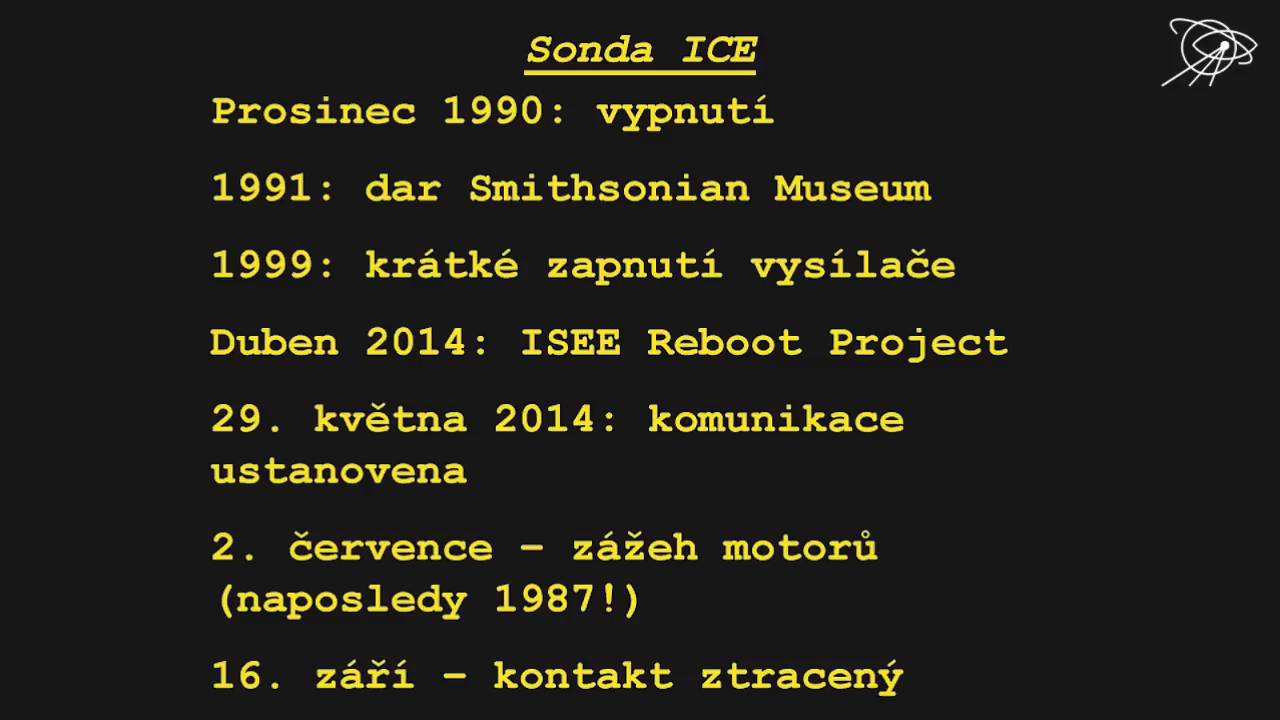 Sonda ICE
Prosinec 1990: vypnutí
1991: dar Smithsonian Museum
1999: krátké zapnutí vysílače
Duben 2014: ISEE Reboot Project
29. května 2014: komunikace
ustanovena
2. července – zážeh motorů
(naposledy 1987!)
16. září – kontakt ztracený